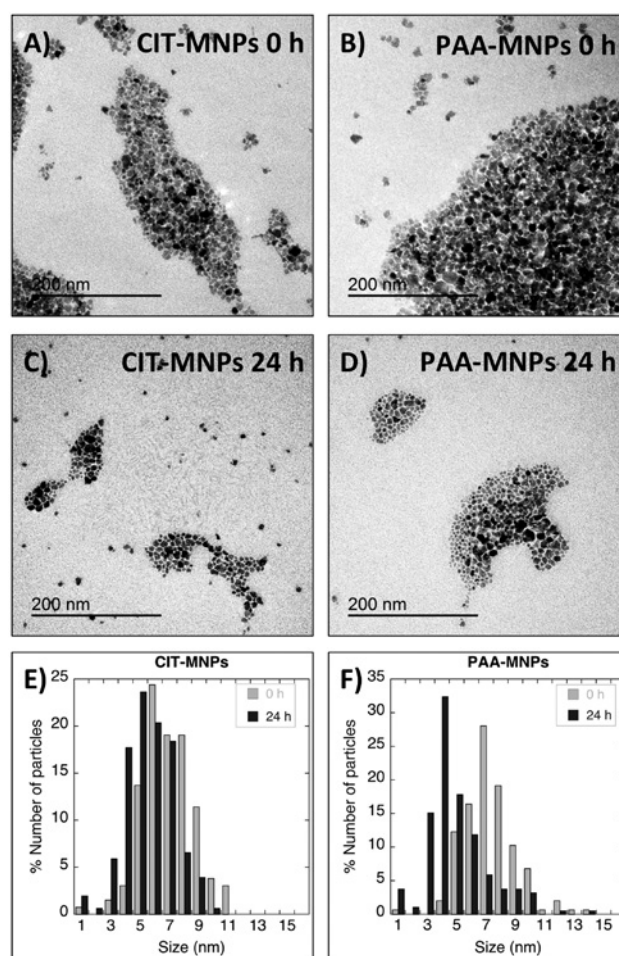 A) CIT-MNPs 0 h
200 nm
B) PAA-MNPs 0 h
200 nm
C) CIT-MNPs 24 h
200 nm
D) PAA-MNPs 24 h
200 nm
E) CIT-MNPs
0 h
24 h
25
20
15
10
5
0
% Number of particles
1 3 5 7 9 11 13 15
Size (nm)
F) PAA-MNPs
0 h
24 h
35
30
25
20
15
10
5
0
% Number of particles
1 3 5 7 9 11 13 15
Size (nm)